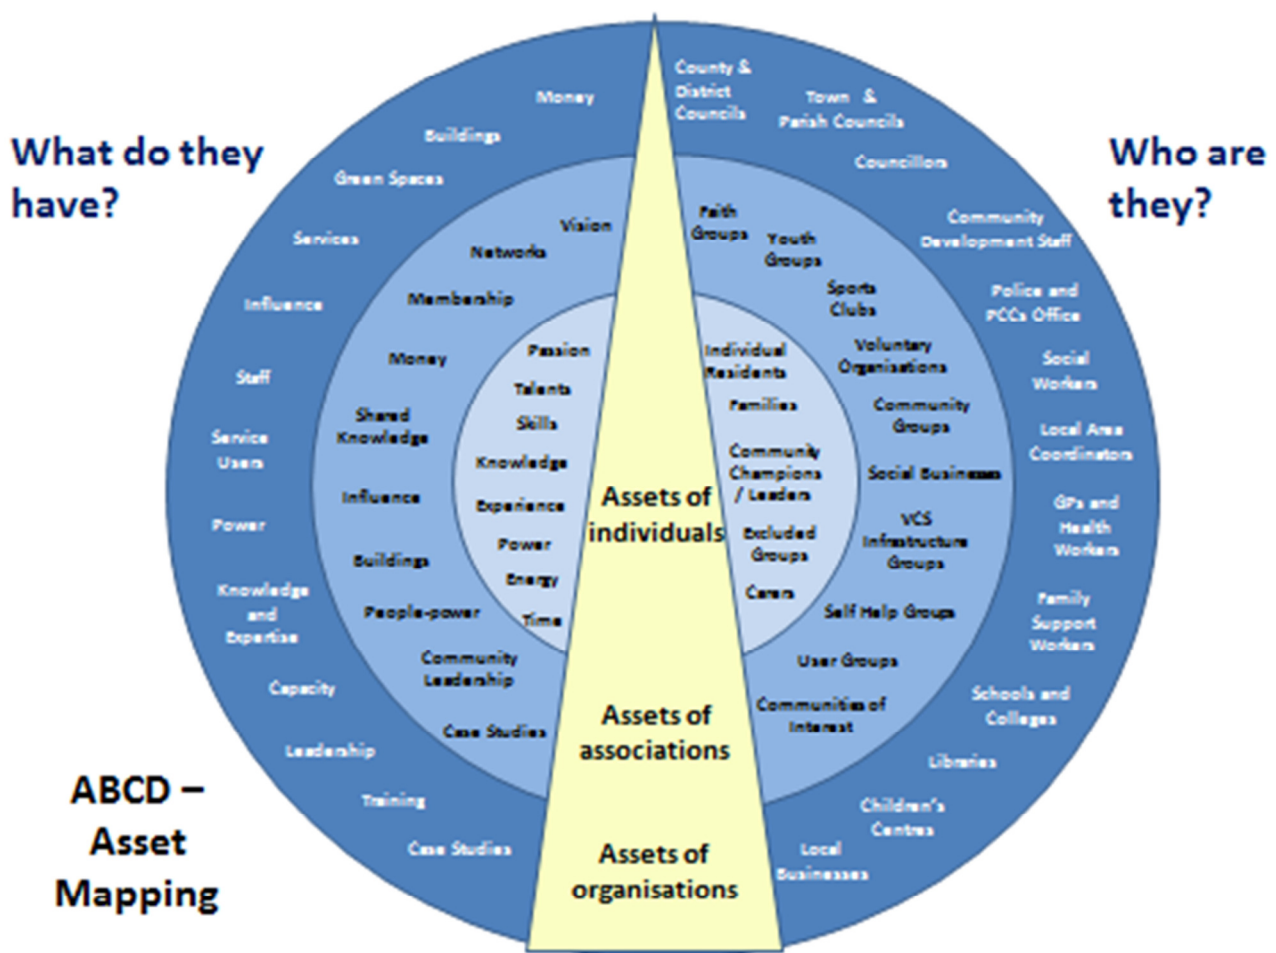 What do they
have?
Who are
they?
ABCD –
Asset
Mapping
Money
Buildings
Green Spaces
Services
Influence
Staff
Service
Users
Power
Knowledge
and
Expertise
Capacity
Leadership
Training
Case Studies
Vision
Networks
Membership
Money
Shared
Knowledge
Influence
Buildings
People-power
Community
Leadership
Case Studies
Passion
Talents
Skills
Knowledge
Experience
Power
Energy
Time
Assets of
individuals
Assets of
associations
Assets of
organisations
Individual
Residents
Families
Community
Champions
/ Leaders
Excluded
Groups
Carers
Faith
Groups
Youth
Groups
Sports
Clubs
Voluntary
Organisations
Community
Groups
Social Businesses
VCS
Infrastructure
Groups
Self Help Groups
User Groups
Communities of
Interest
County &
District
Councils
Town &
Parish Councils
Councillors
Community
Development Staff
Police and
PCCs Office
Social
Workers
Local Area
Coordinators
GPs and
Health
Workers
Family
Support
Workers
Schools and
Colleges
Libraries
Children's
Centres
Local
Businesses